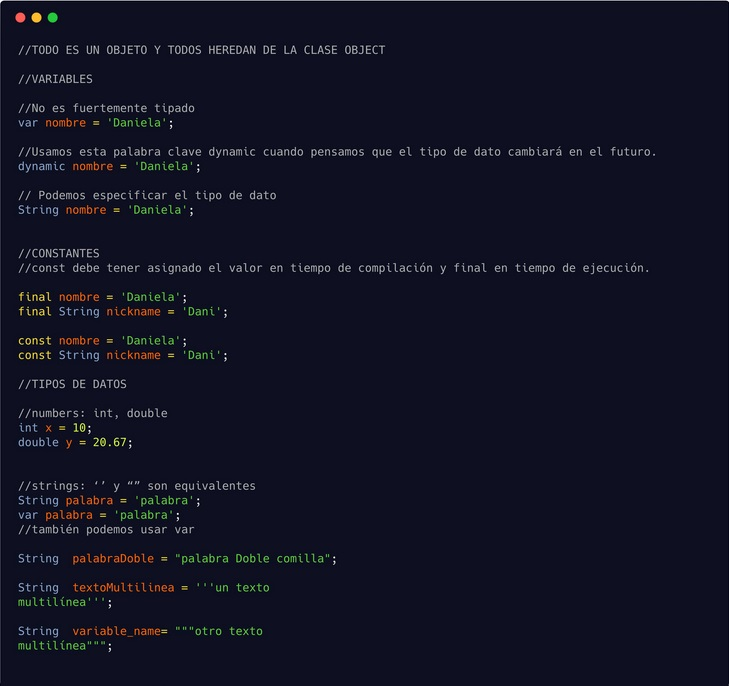 //TODO ES UN OBJETO Y TODOS HEREDAN DE LA CLASE OBJECT
//VARIABLES
//No es fuertemente tipado
var nombre = 'Daniela';
//Usamos esta palabra clave dynamic cuando pensamos que el tipo de dato cambiará en el futuro.
dynamic nombre = 'Daniela';
// Podemos especificar el tipo de dato
String nombre = 'Daniela';
//CONSTANTES
//const debe tener asignado el valor en tiempo de compilación y final en tiempo de ejecución.
final nombre = 'Daniela';
final String nickname = 'Dani';
const nombre = 'Daniela';
const String nickname = 'Dani';
//TIPOS DE DATOS
//numbers: int, double
int x = 10;
double y = 20.67;
//strings: ‘’ y “” son equivalentes
String palabra = 'palabra';
var palabra = 'palabra';
//también podemos usar var
String  palabraDoble = "palabra Doble comilla";
String  textoMultilinea = '''un texto
multilínea''';
String  variable_name= """otro texto
multilínea""";